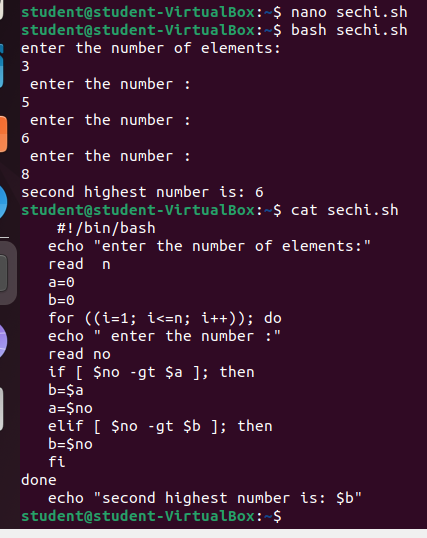 student@student-VirtualBox:~$ nano sechi.sh
student@student-VirtualBox:~$ bash sechi.sh
enter the number of elements:
3
 enter the number :
5
 enter the number :
6
 enter the number :
8
second highest number is: 6
student@student-VirtualBox:~$ cat sechi.sh
    #!/bin/bash
   echo "enter the number of elements:"
   read  n
   a=0
   b=0
   for ((i=1; i<=n; i++)); do
   echo " enter the number :"
   read no
   if [ $no -gt $a ]; then
   b=$a
   a=$no
   elif [ $no -gt $b ]; then
   b=$no
   fi
done
   echo "second highest number is: $b"
student@student-VirtualBox:~$